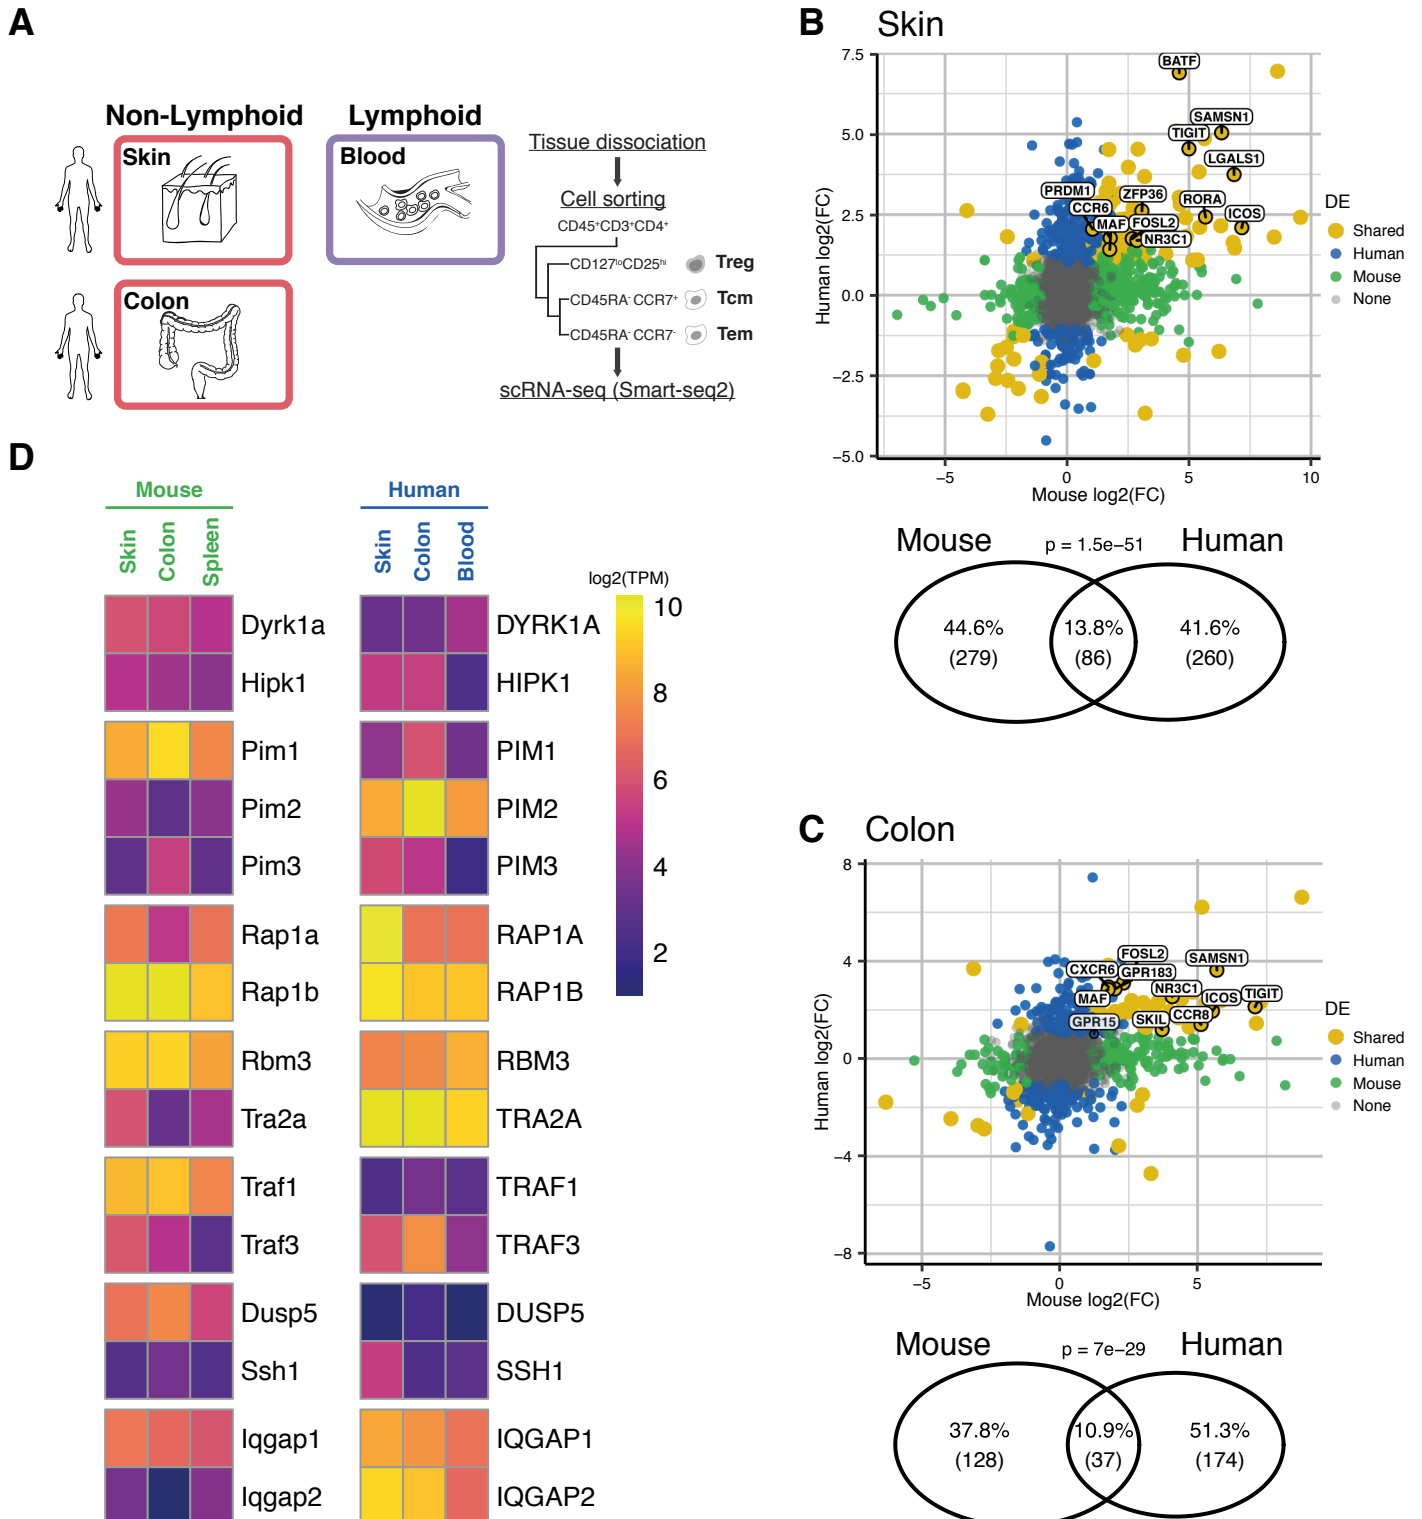 A
Non-Lymphoid
Lymphoid
Skin
Blood
Colon
Tissue dissociation
Cell sorting
CD45⁺CD3⁺CD4⁺
CD127ˡᵒCD25ʰⁱ
Treg
CD45RA⁻CCR7⁺
Tcm
CD45RA⁻CCR7⁻
Tem
scRNA-seq (Smart-seq2)
B
Skin
7.5
5.0
2.5
0.0
−2.5
−5.0
Human log2(FC)
BATF
SAMSN1
TIGIT
LGALS1
PRDM1
ZFP36
CCR6
RORA
MAF
FOSL2
ICOS
NR3C1
−5
0
5
10
Mouse log2(FC)
DE
Shared
Human
Mouse
None
Mouse
p = 1.5e−51
Human
44.6%
(279)
13.8%
(86)
41.6%
(260)
C
Colon
8
4
0
−4
−8
Human log2(FC)
FOSL2
CXCR6
GPR183
SAMSN1
MAF
NR3C1
ICOS
TIGIT
GPR15
SKIL
CCR8
−5
0
5
Mouse log2(FC)
DE
Shared
Human
Mouse
None
Mouse
p = 7e−29
Human
37.8%
(128)
10.9%
(37)
51.3%
(174)
D
Mouse
Human
Skin
Colon
Spleen
Skin
Colon
Blood
log2(TPM)
10
8
6
4
2
Dyrk1a
DYRK1A
Hipk1
HIPK1
Pim1
PIM1
Pim2
PIM2
Pim3
PIM3
Rap1a
RAP1A
Rap1b
RAP1B
Rbm3
RBM3
Tra2a
TRA2A
Traf1
TRAF1
Traf3
TRAF3
Dusp5
DUSP5
Ssh1
SSH1
Iqgap1
IQGAP1
Iqgap2
IQGAP2